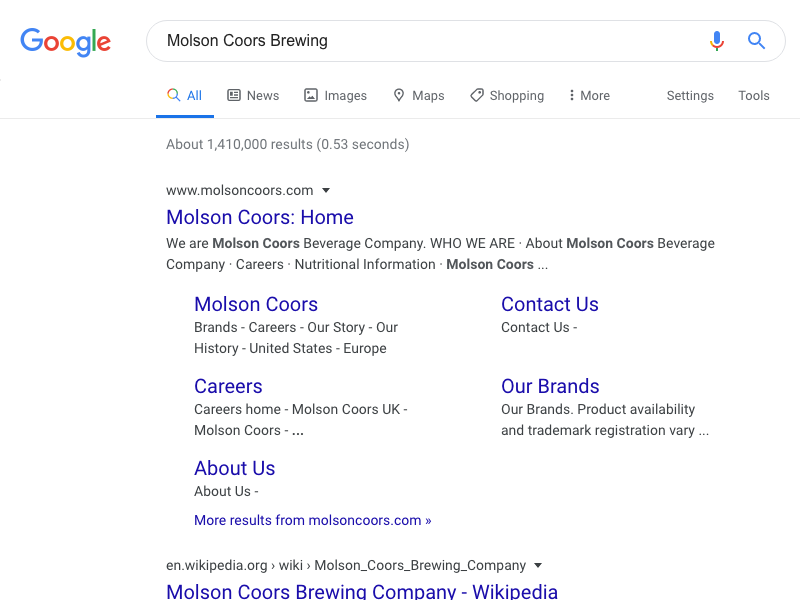 Google
Molson Coors Brewing
All News Images Maps Shopping More Settings Tools
About 1,410,000 results (0.53 seconds)
www.molsoncoors.com
Molson Coors: Home
We are Molson Coors Beverage Company. WHO WE ARE · About Molson Coors Beverage
Company · Careers · Nutritional Information · Molson Coors ...
Molson Coors
Brands - Careers - Our Story - Our
History - United States - Europe
Contact Us
Contact Us -
Careers
Careers home - Molson Coors UK -
Molson Coors - ...
Our Brands
Our Brands. Product availability
and trademark registration vary ...
About Us
About Us -
More results from molsoncoors.com »
en.wikipedia.org › wiki › Molson_Coors_Brewing_Company
Molson Coors Brewing Company - Wikipedia